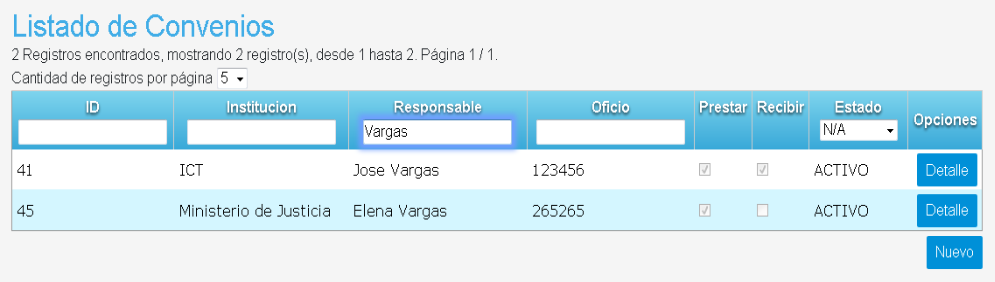 Listado de Convenios
2 Registros encontrados, mostrando 2 registro(s), desde 1 hasta 2. Página 1 / 1.
Cantidad de registros por página 5
ID Institucion Responsable Oficio Prestar Recibir Estado Opciones
Vargas N/A
41 ICT Jose Vargas 123456 ACTIVO Detalle
45 Ministerio de Justicia Elena Vargas 265265 ACTIVO Detalle
Nuevo